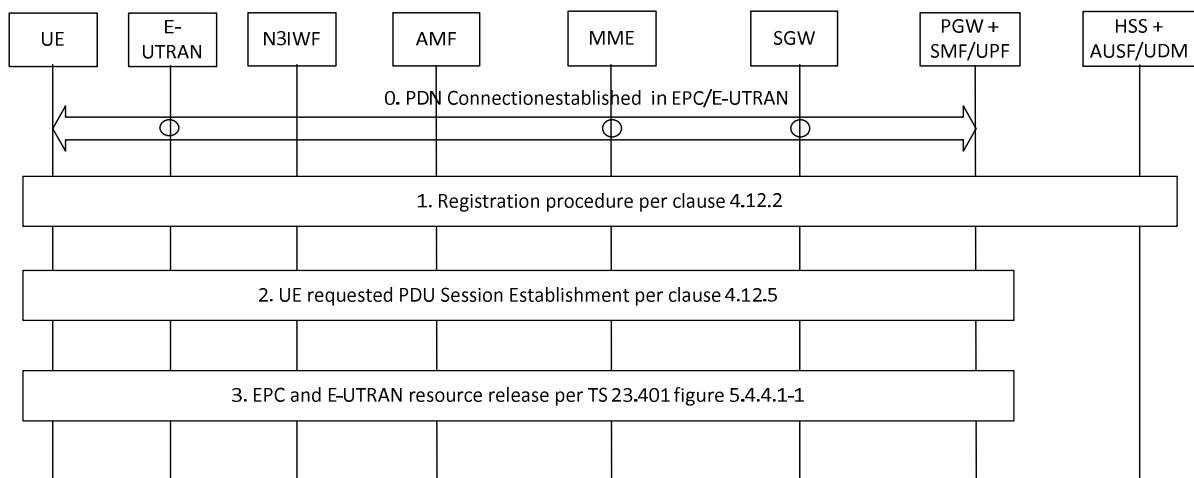 UE
E-
UTRAN
N3IWF
AMF
MME
SGW
PGW +
SMF/UPF
HSS +
AUSF/UDM
0. PDN Connectionestablished in EPC/E-UTRAN
1. Registration procedure per clause 4.12.2
2. UE requested PDU Session Establishment per clause 4.12.5
3. EPC and E-UTRAN resource release per TS 23.401 figure 5.4.4.1-1